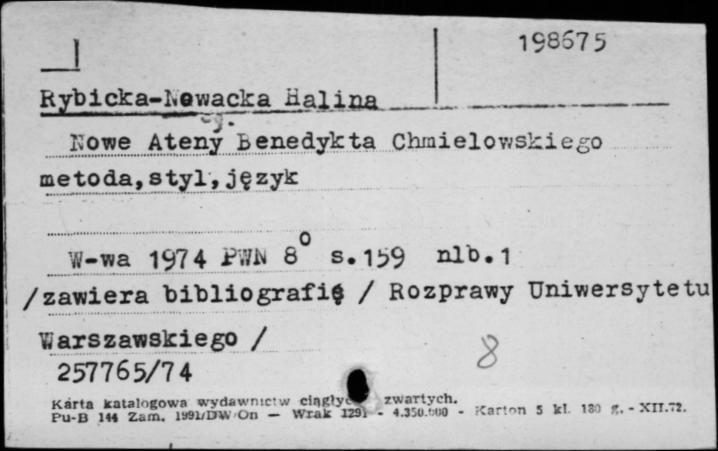 198675
Rybicka-Nowacka Halina
Nowe Ateny Benedykta Chmielowskiego
metoda,styl,język
W-wa 1974 PWN 8° s.159 nlb.1
/zawiera bibliografię / Rozprawy Uniwersytetu
Warszawskiego /
8
257765/74
Karta katalogowa wydawnictw zwartych.
Pu-B 144 Zam. 1991/DW/On — Wrak 1291 - 4.350.000 - Karton 5 kl. 180 g. - XII.72.